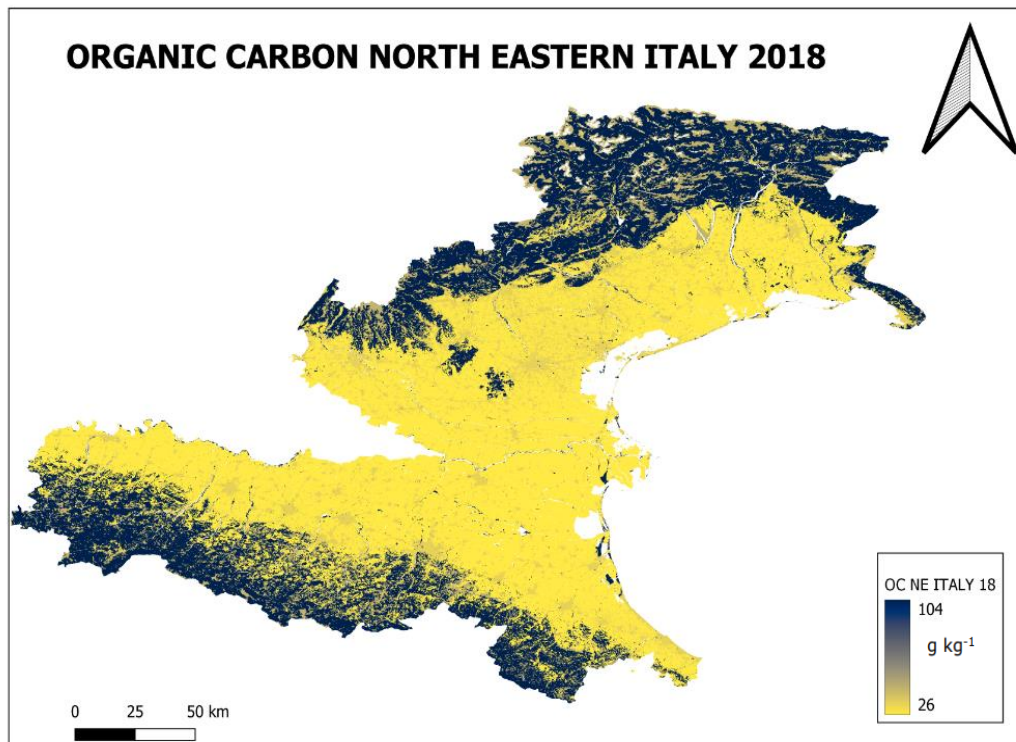 ORGANIC CARBON NORTH EASTERN ITALY 2018
OC NE ITALY 18
104
g kg⁻¹
26
0 25 50 km